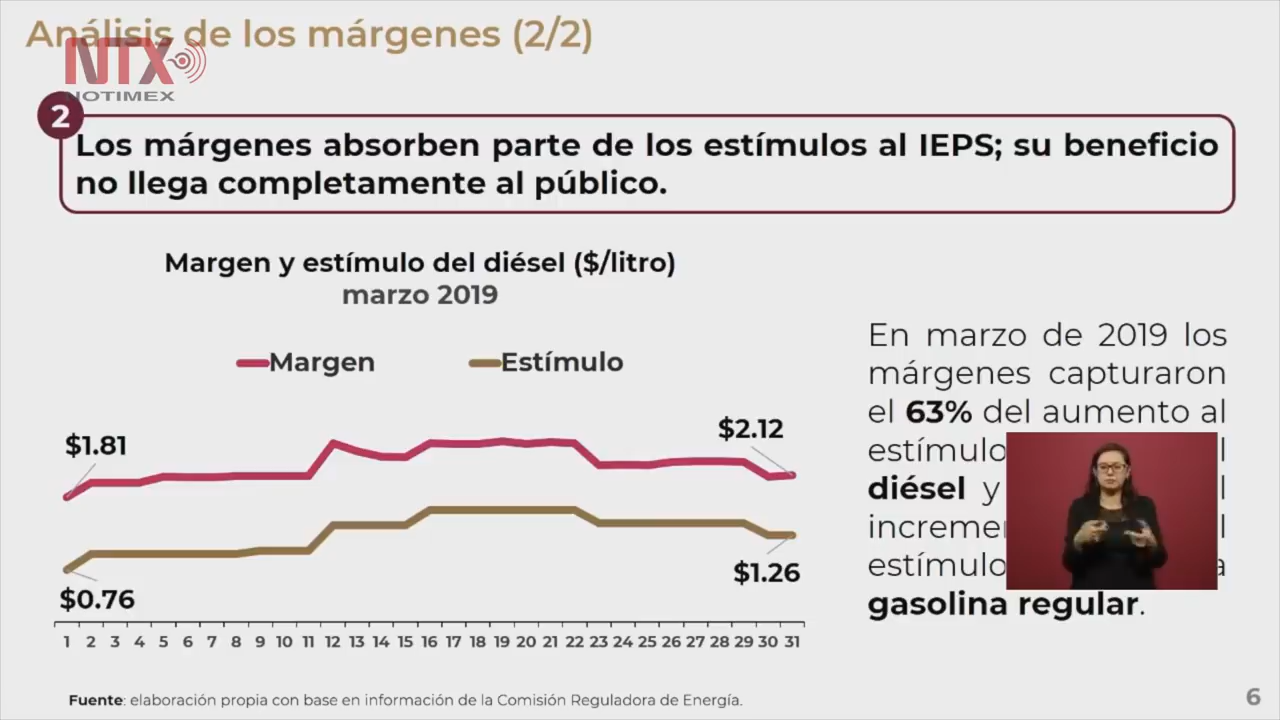 Análisis de los márgenes (2/2)
NTX
NOTIMEX
2
Los márgenes absorben parte de los estímulos al IEPS; su beneficio
no llega completamente al público.
Margen y estímulo del diésel ($/litro)
marzo 2019
Margen Estímulo
$1.81
$2.12
$0.76
$1.26
1 2 3 4 5 6 7 8 9 10 11 12 13 14 15 16 17 18 19 20 21 22 23 24 25 26 27 28 29 30 31
En marzo de 2019 los
márgenes capturaron
el 63% del aumento al
estímulo
diésel y
estímulo
gasolina regular.
Fuente: elaboración propia con base en información de la Comisión Reguladora de Energía.
6